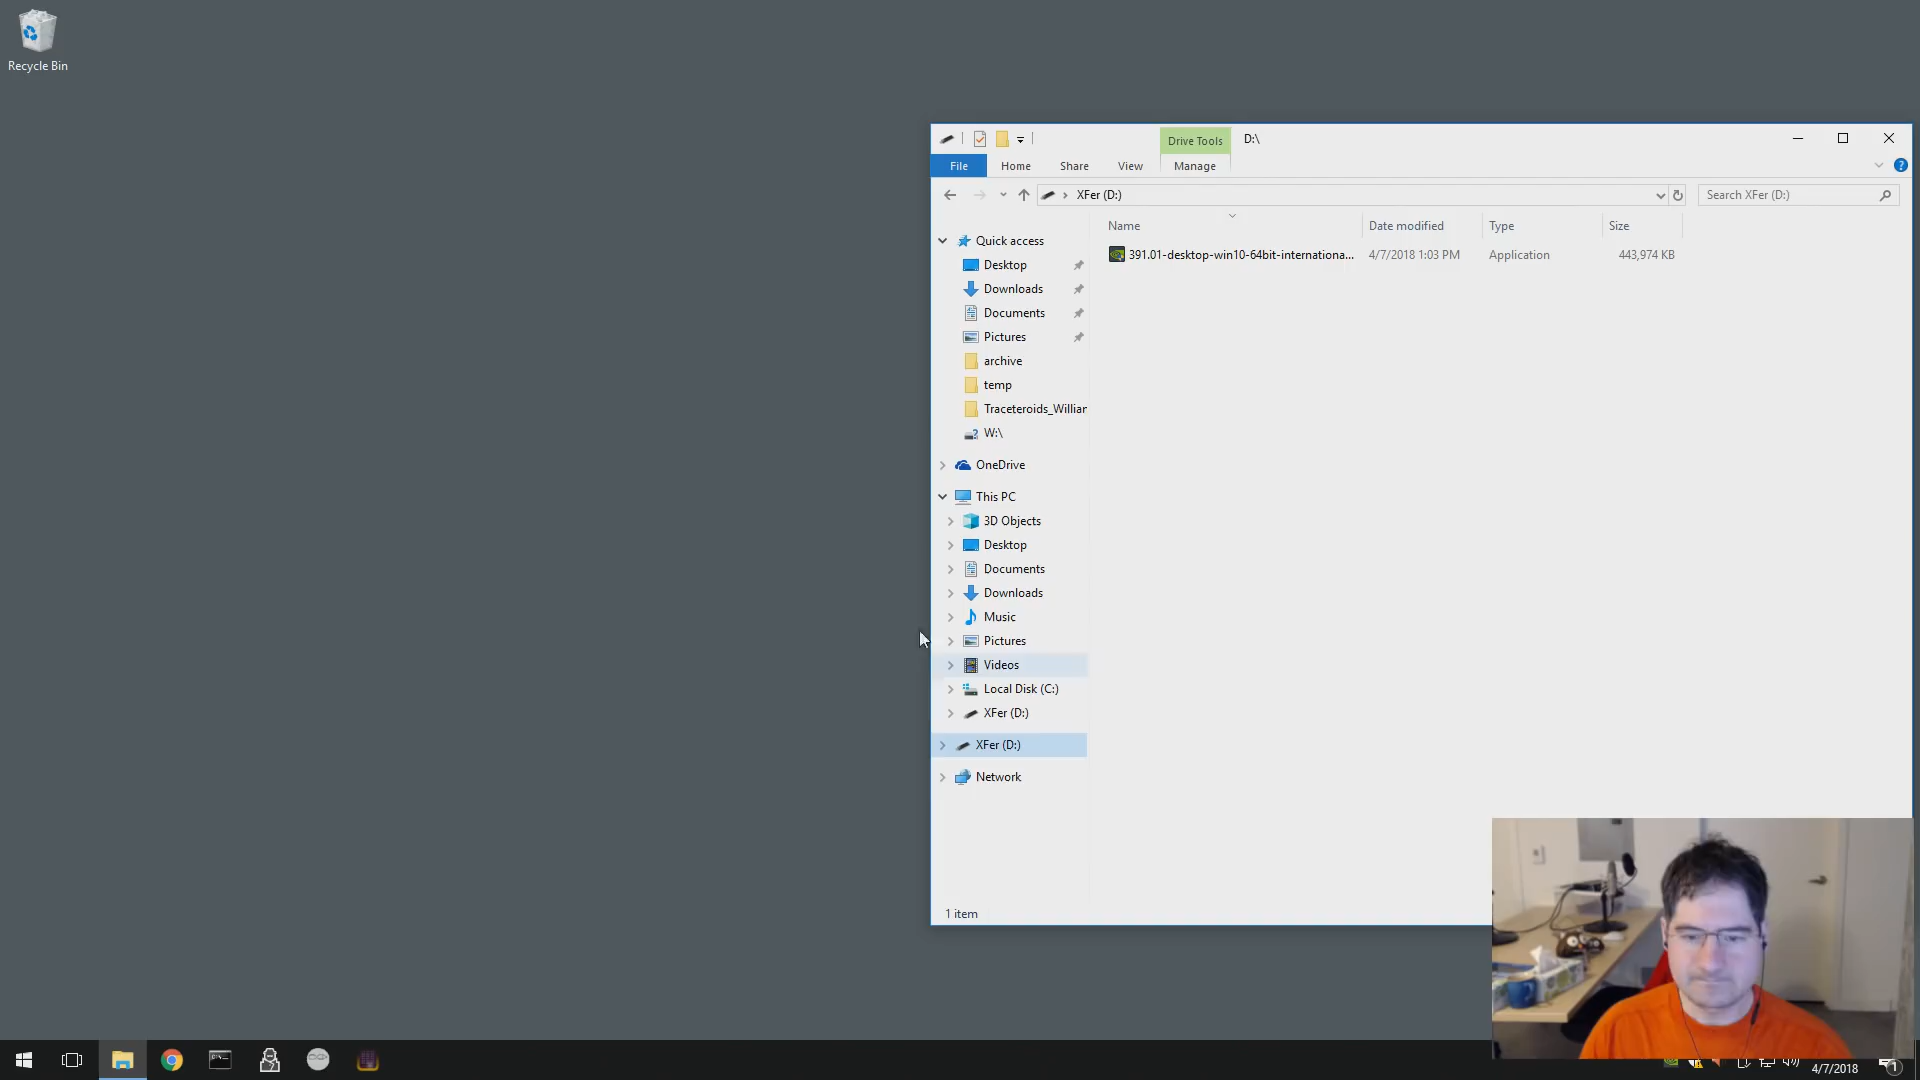 Recycle Bin
Drive Tools
D:\
File
Home
Share
View
Manage
XFer (D:)
Search XFer (D:)
Name
Date modified
Type
Size
391.01-desktop-win10-64bit-internationa...
4/7/2018 1:03 PM
Application
443,974 KB
Quick access
Desktop
Downloads
Documents
Pictures
archive
temp
Traceteroids_Willian
W:\
OneDrive
This PC
3D Objects
Desktop
Documents
Downloads
Music
Pictures
Videos
Local Disk (C:)
XFer (D:)
XFer (D:)
Network
1 item
4/7/2018
1